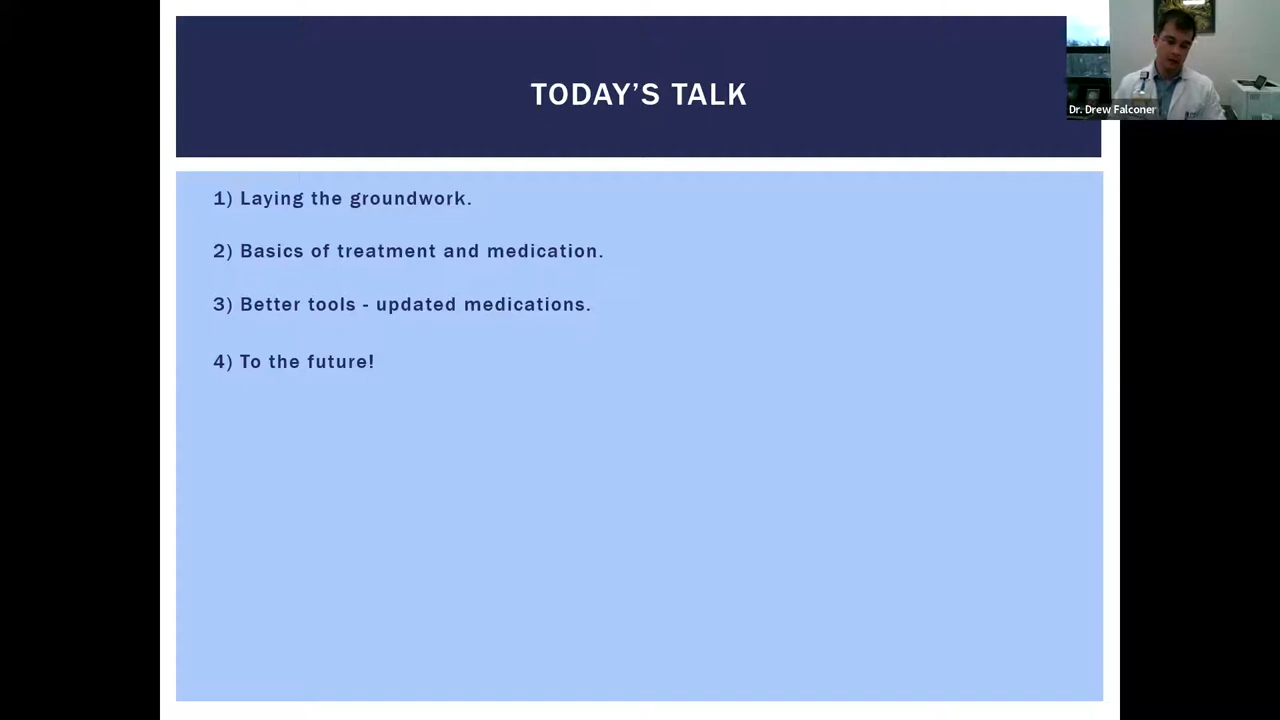 TODAY'S TALK
Dr. Drew Falconer
1) Laying the groundwork.
2) Basics of treatment and medication.
3) Better tools - updated medications.
4) To the future!